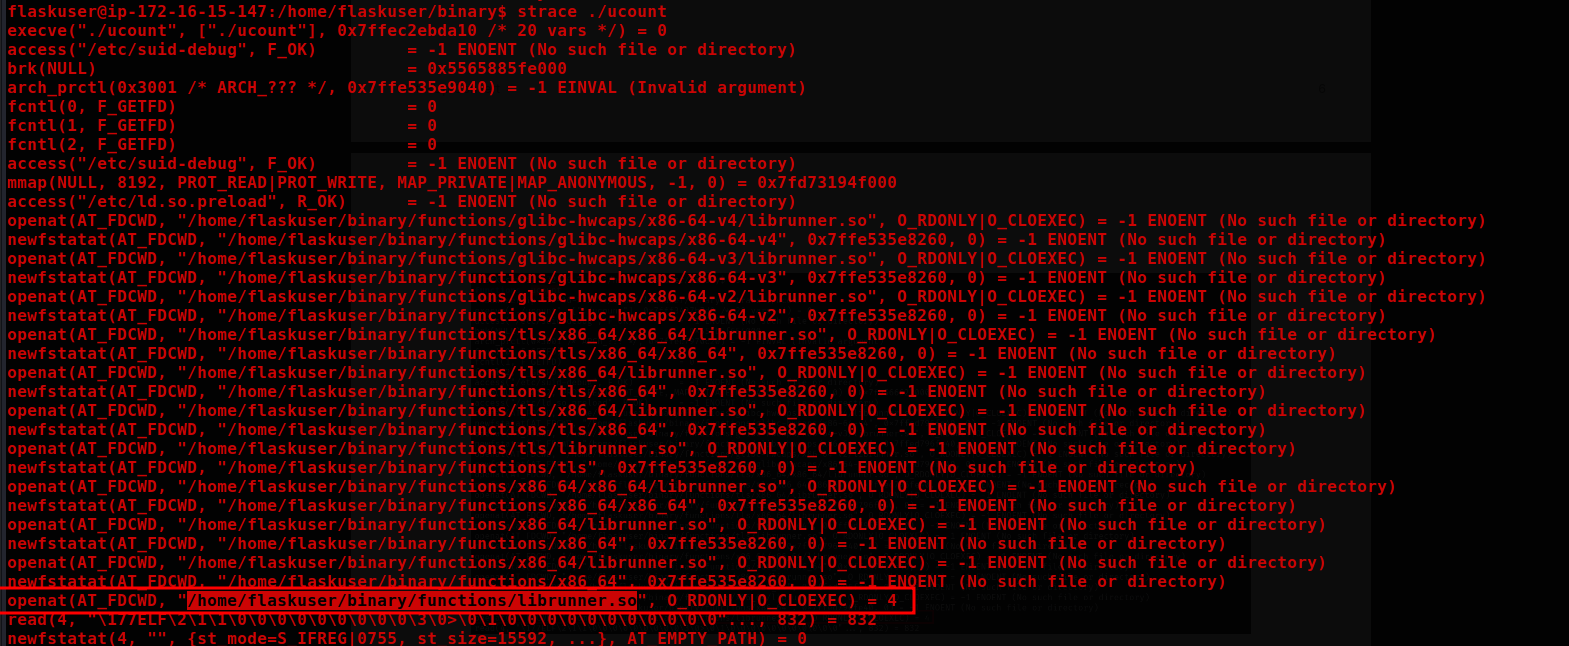 flaskuser@ip-172-16-15-147:/home/flaskuser/binary$ strace ./ucount
execve("./ucount", ["./ucount"], 0x7ffec2ebda10 /* 20 vars */) = 0
access("/etc/suid-debug", F_OK)         = -1 ENOENT (No such file or directory)
brk(NULL)                               = 0x5565885fe000
arch_prctl(0x3001 /* ARCH_??? */, 0x7ffe535e9040) = -1 EINVAL (Invalid argument)
fcntl(0, F_GETFD)                       = 0
fcntl(1, F_GETFD)                       = 0
fcntl(2, F_GETFD)                       = 0
access("/etc/suid-debug", F_OK)         = -1 ENOENT (No such file or directory)
mmap(NULL, 8192, PROT_READ|PROT_WRITE, MAP_PRIVATE|MAP_ANONYMOUS, -1, 0) = 0x7fd73194f000
access("/etc/ld.so.preload", R_OK)      = -1 ENOENT (No such file or directory)
openat(AT_FDCWD, "/home/flaskuser/binary/functions/glibc-hwcaps/x86-64-v4/librunner.so", O_RDONLY|O_CLOEXEC) = -1 ENOENT (No such file or directory)
newfstatat(AT_FDCWD, "/home/flaskuser/binary/functions/glibc-hwcaps/x86-64-v4", 0x7ffe535e8260, 0) = -1 ENOENT (No such file or directory)
openat(AT_FDCWD, "/home/flaskuser/binary/functions/glibc-hwcaps/x86-64-v3/librunner.so", O_RDONLY|O_CLOEXEC) = -1 ENOENT (No such file or directory)
newfstatat(AT_FDCWD, "/home/flaskuser/binary/functions/glibc-hwcaps/x86-64-v3", 0x7ffe535e8260, 0) = -1 ENOENT (No such file or directory)
openat(AT_FDCWD, "/home/flaskuser/binary/functions/glibc-hwcaps/x86-64-v2/librunner.so", O_RDONLY|O_CLOEXEC) = -1 ENOENT (No such file or directory)
newfstatat(AT_FDCWD, "/home/flaskuser/binary/functions/glibc-hwcaps/x86-64-v2", 0x7ffe535e8260, 0) = -1 ENOENT (No such file or directory)
openat(AT_FDCWD, "/home/flaskuser/binary/functions/tls/x86_64/x86_64/librunner.so", O_RDONLY|O_CLOEXEC) = -1 ENOENT (No such file or directory)
newfstatat(AT_FDCWD, "/home/flaskuser/binary/functions/tls/x86_64/x86_64", 0x7ffe535e8260, 0) = -1 ENOENT (No such file or directory)
openat(AT_FDCWD, "/home/flaskuser/binary/functions/tls/x86_64/librunner.so", O_RDONLY|O_CLOEXEC) = -1 ENOENT (No such file or directory)
newfstatat(AT_FDCWD, "/home/flaskuser/binary/functions/tls/x86_64", 0x7ffe535e8260, 0) = -1 ENOENT (No such file or directory)
openat(AT_FDCWD, "/home/flaskuser/binary/functions/tls/x86_64/librunner.so", O_RDONLY|O_CLOEXEC) = -1 ENOENT (No such file or directory)
newfstatat(AT_FDCWD, "/home/flaskuser/binary/functions/tls/x86_64", 0x7ffe535e8260, 0) = -1 ENOENT (No such file or directory)
openat(AT_FDCWD, "/home/flaskuser/binary/functions/tls/librunner.so", O_RDONLY|O_CLOEXEC) = -1 ENOENT (No such file or directory)
newfstatat(AT_FDCWD, "/home/flaskuser/binary/functions/tls", 0x7ffe535e8260, 0) = -1 ENOENT (No such file or directory)
openat(AT_FDCWD, "/home/flaskuser/binary/functions/x86_64/x86_64/librunner.so", O_RDONLY|O_CLOEXEC) = -1 ENOENT (No such file or directory)
newfstatat(AT_FDCWD, "/home/flaskuser/binary/functions/x86_64/x86_64", 0x7ffe535e8260, 0) = -1 ENOENT (No such file or directory)
openat(AT_FDCWD, "/home/flaskuser/binary/functions/x86_64/librunner.so", O_RDONLY|O_CLOEXEC) = -1 ENOENT (No such file or directory)
newfstatat(AT_FDCWD, "/home/flaskuser/binary/functions/x86_64", 0x7ffe535e8260, 0) = -1 ENOENT (No such file or directory)
openat(AT_FDCWD, "/home/flaskuser/binary/functions/x86_64/librunner.so", O_RDONLY|O_CLOEXEC) = -1 ENOENT (No such file or directory)
newfstatat(AT_FDCWD, "/home/flaskuser/binary/functions/x86_64", 0x7ffe535e8260, 0) = -1 ENOENT (No such file or directory)
openat(AT_FDCWD, "/home/flaskuser/binary/functions/librunner.so", O_RDONLY|O_CLOEXEC) = 4
read(4, "\177ELF\2\1\1\0\0\0\0\0\0\0\0\0\3\0>\0\1\0\0\0\0\0\0\0\0\0\0\0"..., 832) = 832
newfstatat(4, "", {st_mode=S_IFREG|0755, st_size=15592, ...}, AT_EMPTY_PATH) = 0